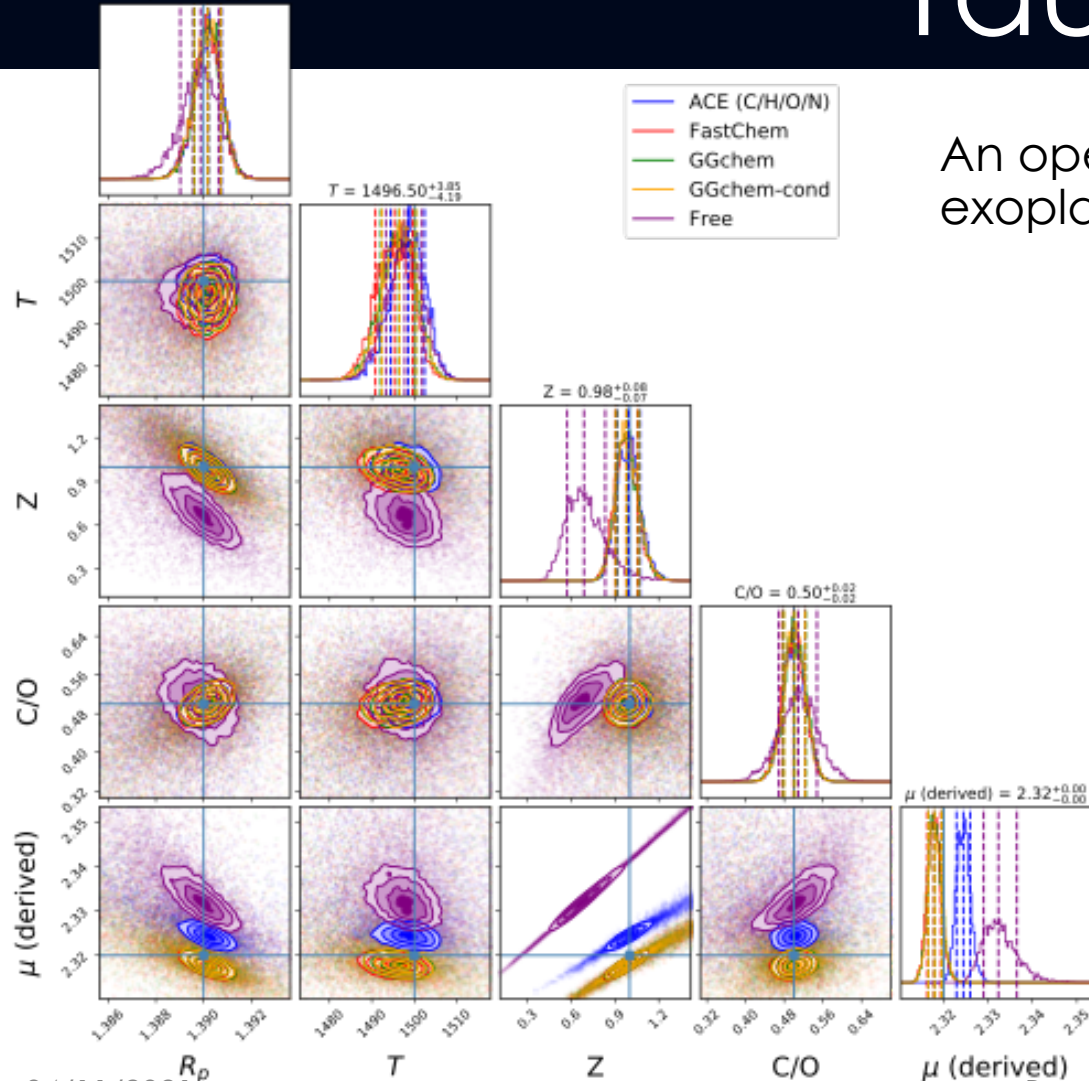 ACE (C/H/O/N)
FastChem
GGchem
GGchem-cond
Free
An ope
exopla
T = 1496.50 +3.85 -4.19
T
1510
1500
1490
1480
Z = 0.98 +0.08 -0.07
Z
1.2
0.9
0.6
0.3
C/O = 0.50 +0.02 -0.02
C/O
0.64
0.56
0.48
0.40
0.32
μ (derived) = 2.32 +0.00 -0.00
μ (derived)
2.35
2.34
2.33
2.32
1.386 1.388 1.390 1.392
1480 1490 1500 1510
0.3 0.6 0.9 1.2
0.32 0.40 0.48 0.56 0.64
2.32 2.33 2.34 2.35
Rp T Z C/O μ (derived)